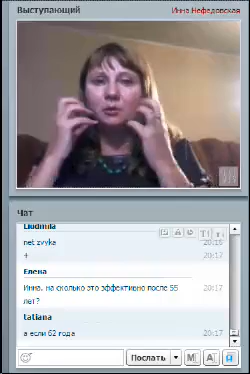 Выступающий Инна Нефедовская
Чат
Liudmila
net zvyka 20:16
+ 20:17
Елена
Инна, на сколько это эффективно после 55 20:17
лет?
tatiana
а если 62 года 20:17
Послать